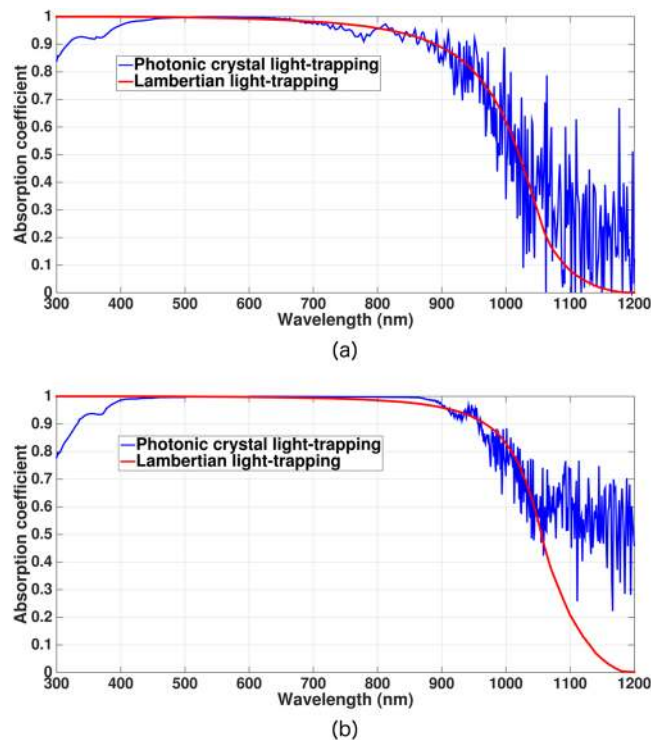 1
0.9
0.8
0.7
0.6
0.5
0.4
0.3
0.2
0.1
0
Absorption coefficient
Photonic crystal light-trapping
Lambertian light-trapping
300 400 500 600 700 800 900 1000 1100 1200
Wavelength (nm)
(a)
1
0.9
0.8
0.7
0.6
0.5
0.4
0.3
0.2
0.1
0
Absorption coefficient
Photonic crystal light-trapping
Lambertian light-trapping
300 400 500 600 700 800 900 1000 1100 1200
Wavelength (nm)
(b)